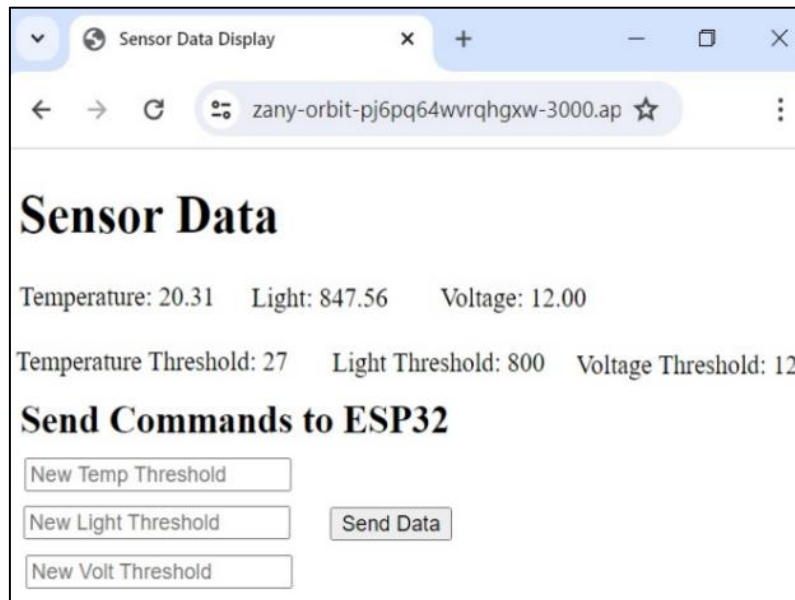 Sensor Data Display
zany-orbit-pj6pq64wvrqhgxw-3000.ap
Sensor Data
Temperature: 20.31 Light: 847.56 Voltage: 12.00
Temperature Threshold: 27 Light Threshold: 800 Voltage Threshold: 12
Send Commands to ESP32
New Temp Threshold
New Light Threshold Send Data
New Volt Threshold